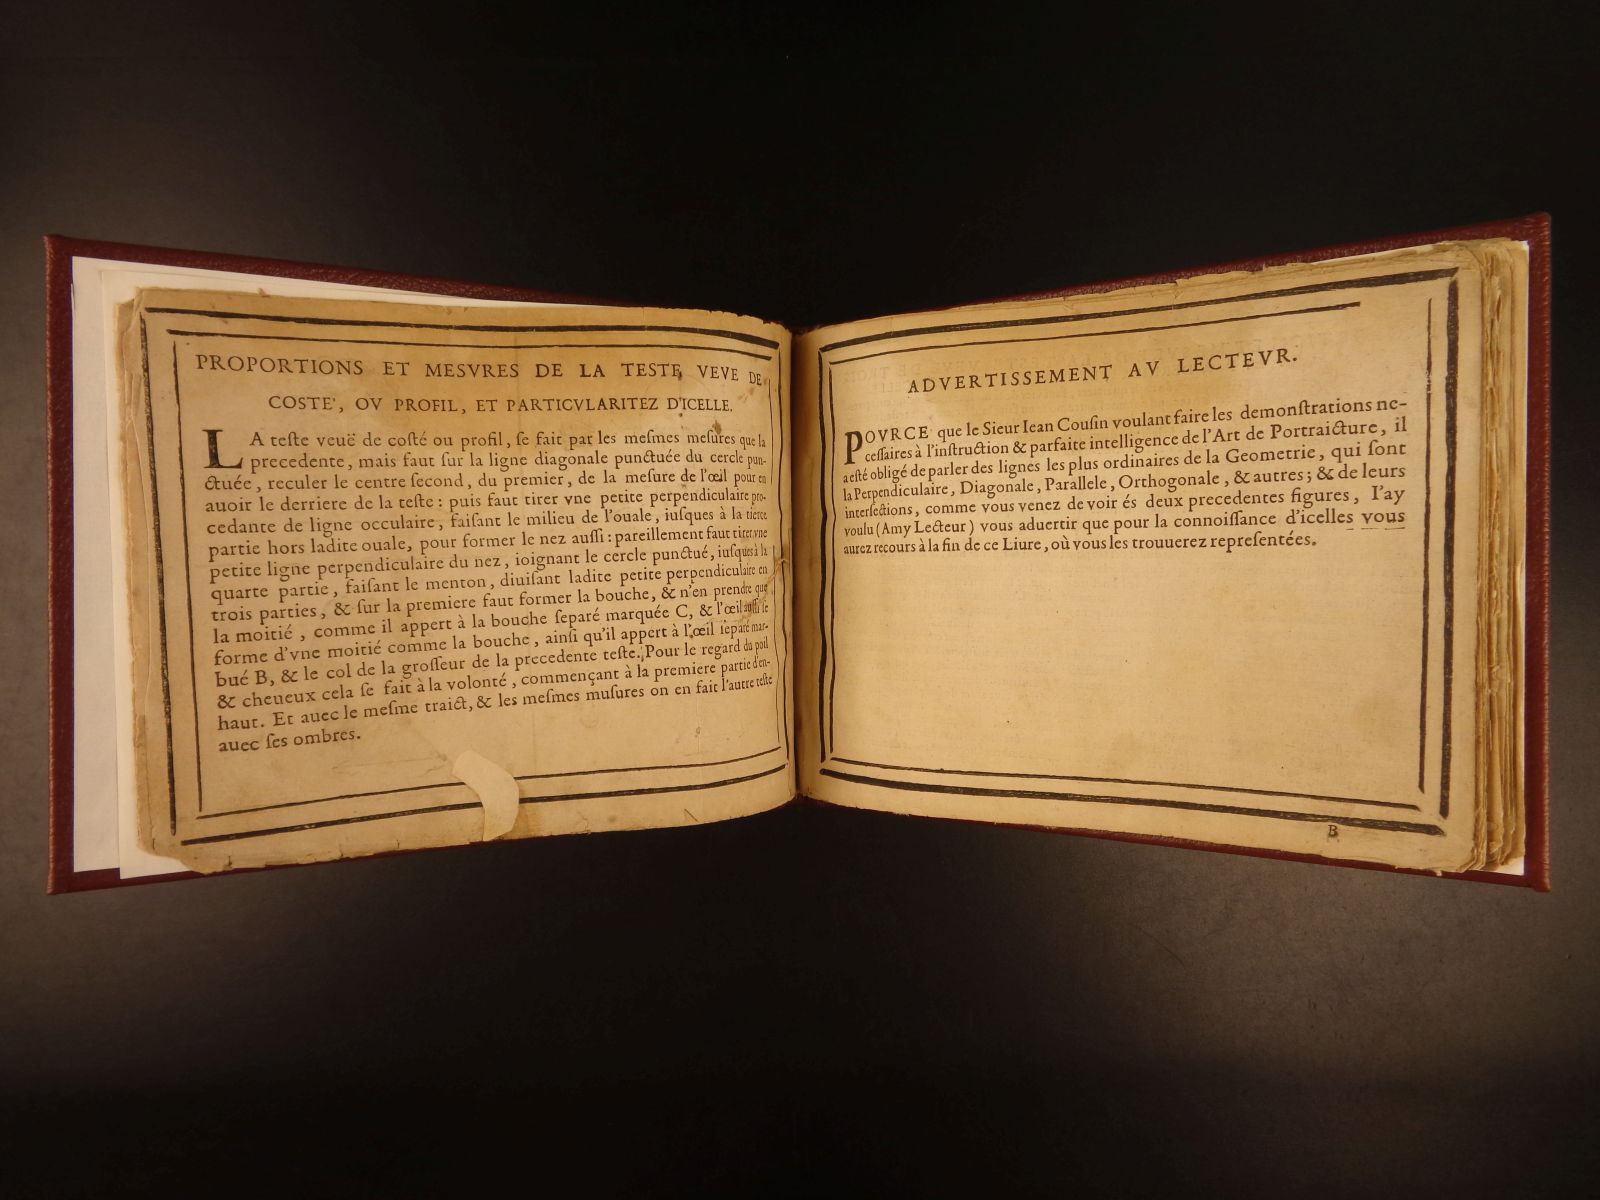 PROPORTIONS ET MESVRES DE LA TESTE VEVE DE
COSTE', OV PROFIL, ET PARTICVLARITEZ D'ICELLE.
LA teſte veuë de coſté ou profil, ſe fait par les meſmes meſures que la
precedente, mais faut ſur la ligne diagonale punctuée du cercle pun-
ctuée, reculer le centre ſecond, du premier, de la meſure de l'œil pour en
auoir le derriere de la teſte: puis faut tirer vne petite perpendiculaire pro-
cedante de ligne occulaire, faiſant le milieu de l'ouale, iuſques à la tierce
partie hors ladite ouale, pour former le nez auſſi: pareillement faut tirer vne
petite ligne perpendiculaire du nez, ioignant le cercle punctué, iuſques à la
quarte partie, faiſant le menton, diuiſant ladite petite perpendiculaire en
trois parties, & ſur la premiere faut former la bouche, & n'en prendre que
la moitié, comme il appert à la bouche ſeparé marquée C, & l'œil auſſi ſe
forme d'vne moitié comme la bouche, ainſi qu'il appert à l'œil ſeparé mar-
bué B, & le col de la groſſeur de la precedente teſte. Pour le regard du poil
& cheueux cela ſe fait à la volonté, commençant à la premiere partie d'en-
haut. Et auec le meſme traict, & les meſmes muſures on en fait l'autre teſte
auec ſes ombres.
ADVERTISSEMENT AV LECTEVR.
POVRCE que le Sieur Iean Couſin voulant faire les demonſtrations ne-
ceſſaires à l'inſtruction & parfaite intelligence de l'Art de Portraicture, il
a eſté obligé de parler des lignes les plus ordinaires de la Geometrie, qui ſont
la Perpendiculaire, Diagonale, Parallele, Orthogonale, & autres; & de leurs
interſections, comme vous venez de voir és deux precedentes figures, I'ay
voulu (Amy Lecteur) vous aduertir que pour la connoiſſance d'icelles vous
aurez recours à la fin de ce Liure, où vous les trouuerez repreſentées.
B